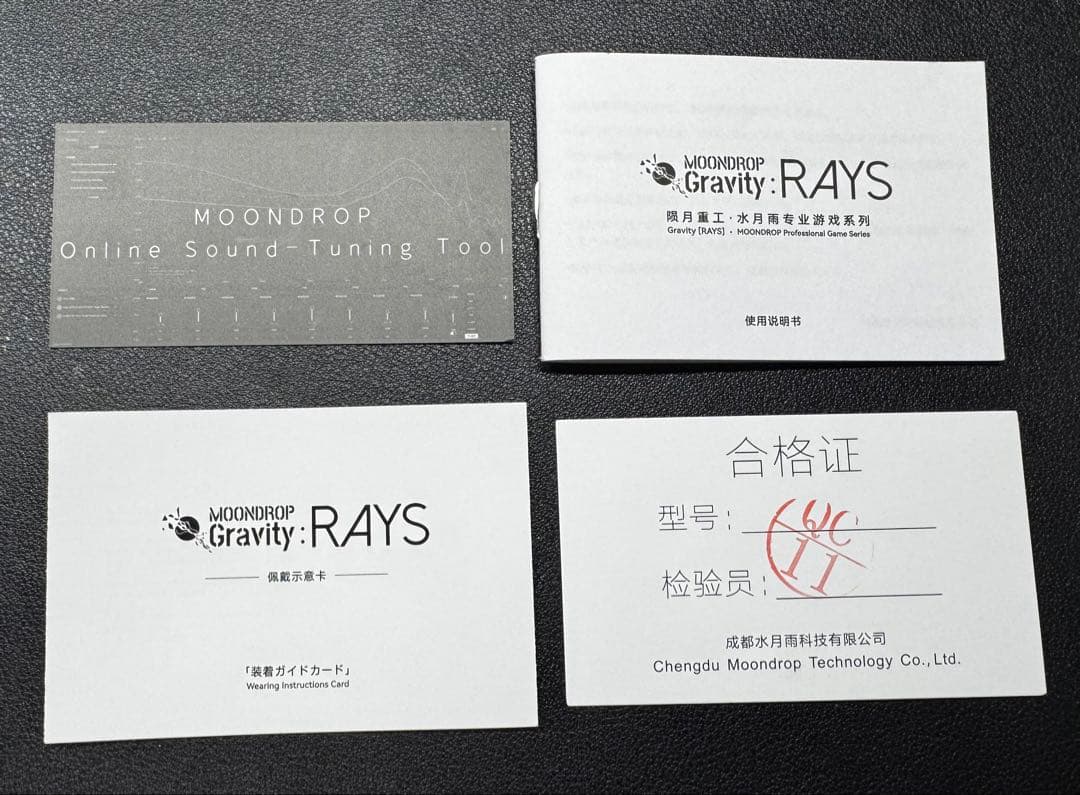 MOONDROP
Online Sound-Tuning Tool
MOONDROP
Gravity:RAYS
陨月重工·水月雨专业游戏系列
Gravity [RAYS] · MOONDROP Professional Game Series
使用说明书
MOONDROP
Gravity:RAYS
佩戴示意卡
「装着ガイドカード」
Wearing Instructions Card
合格证
型号:
QC
11
检验员:
成都水月雨科技有限公司
Chengdu Moondrop Technology Co.,Ltd.